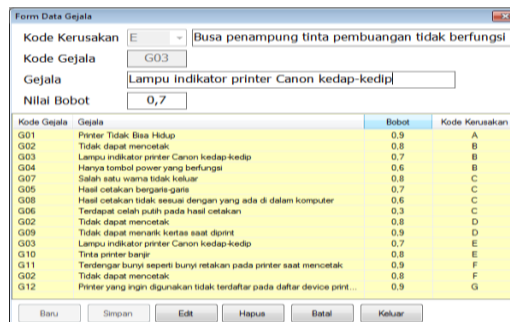 Form Data Gejala
Kode Kerusakan E Busa penampung tinta pembuangan tidak berfungsi
Kode Gejala G03
Gejala Lampu indikator printer Canon kedap-kedip
Nilai Bobot 0,7
Kode Gejala Gejala Bobot Kode Kerusakan
G01 Printer Tidak Bisa Hidup 0,9 A
G02 Tidak dapat mencetak 0,8 B
G03 Lampu indikator printer Canon kedap-kedip 0,7 B
G04 Hanya tombol power yang berfungsi 0,6 B
G07 Salah satu warna tidak keluar 0,8 C
G05 Hasil cetakan bergaris-garis 0,7 C
G08 Hasil cetakan tidak sesuai dengan yang ada di dalam komputer 0,6 C
G06 Terdapat celah putih pada hasil cetakan 0,3 C
G02 Tidak dapat mencetak 0,8 D
G09 Tidak dapat menarik kertas saat diprint 0,9 D
G03 Lampu indikator printer Canon kedap-kedip 0,7 E
G10 Tinta printer banjir 0,8 E
G11 Terdengar bunyi seperti bunyi retakan pada printer saat mencetak 0,9 F
G02 Tidak dapat mencetak 0,8 F
G12 Printer yang ingin digunakan tidak terdaftar pada daftar device print... 0,9 G
Baru Simpan Edit Hapus Batal Keluar